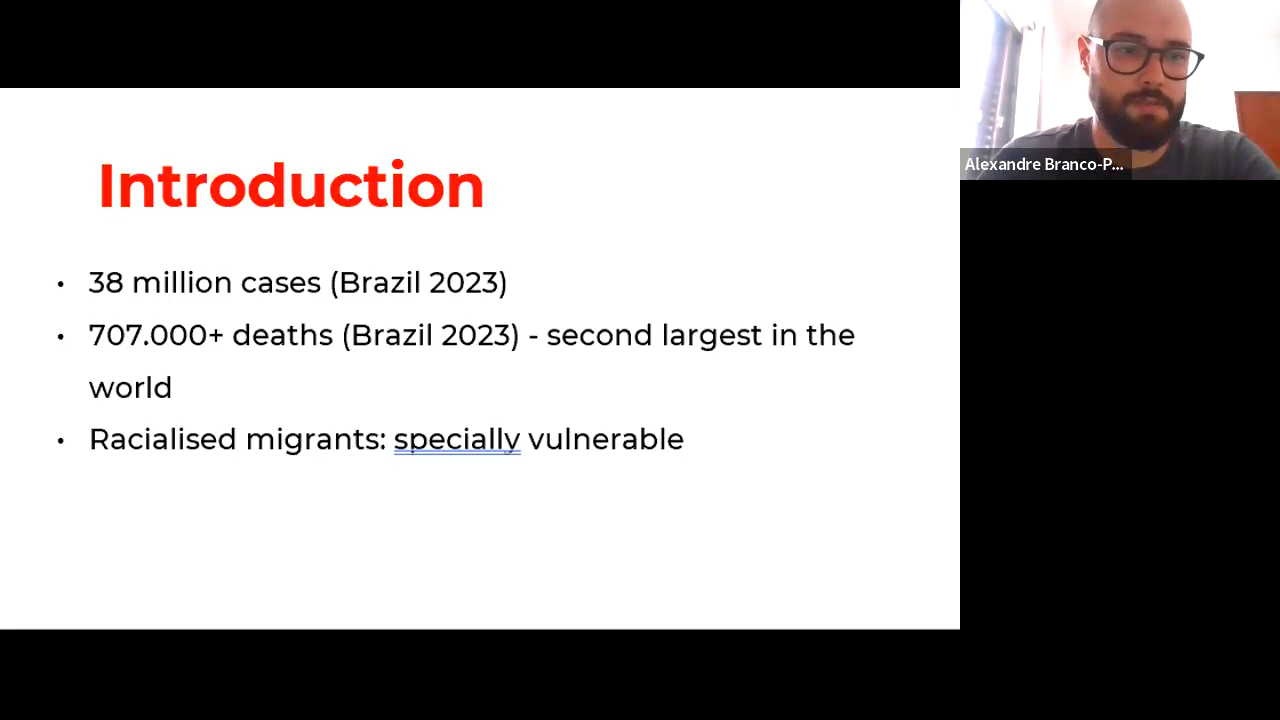 Introduction
• 38 million cases (Brazil 2023)
• 707.000+ deaths (Brazil 2023) - second largest in the
world
• Racialised migrants: specially vulnerable
Alexandre Branco-P...